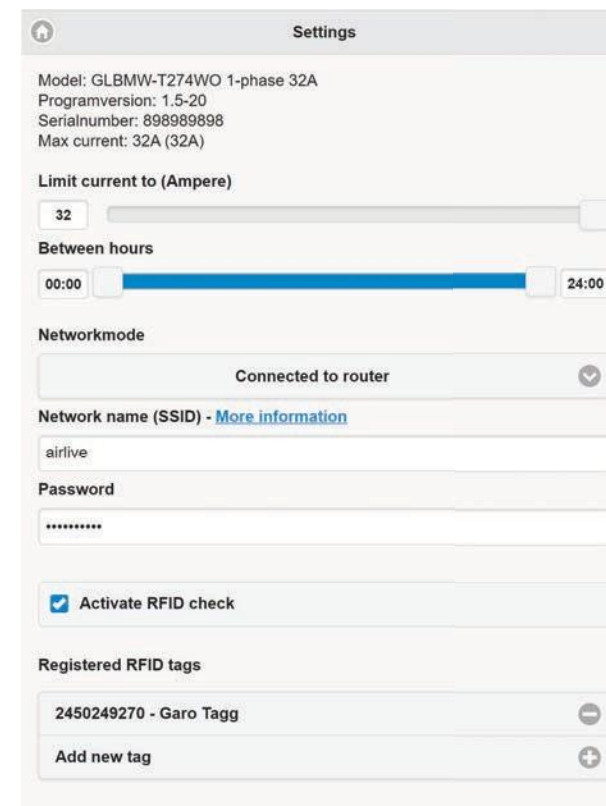 Settings
Model: GLBMW-T274WO 1-phase 32A
Programversion: 1.5-20
Serialnumber: 898989898
Max current: 32A (32A)
Limit current to (Ampere)
32
Between hours
00:00 24:00
Networkmode
Connected to router
Network name (SSID) - More information
airlive
Password
••••••••••
Activate RFID check
Registered RFID tags
2450249270 - Garo Tagg
Add new tag